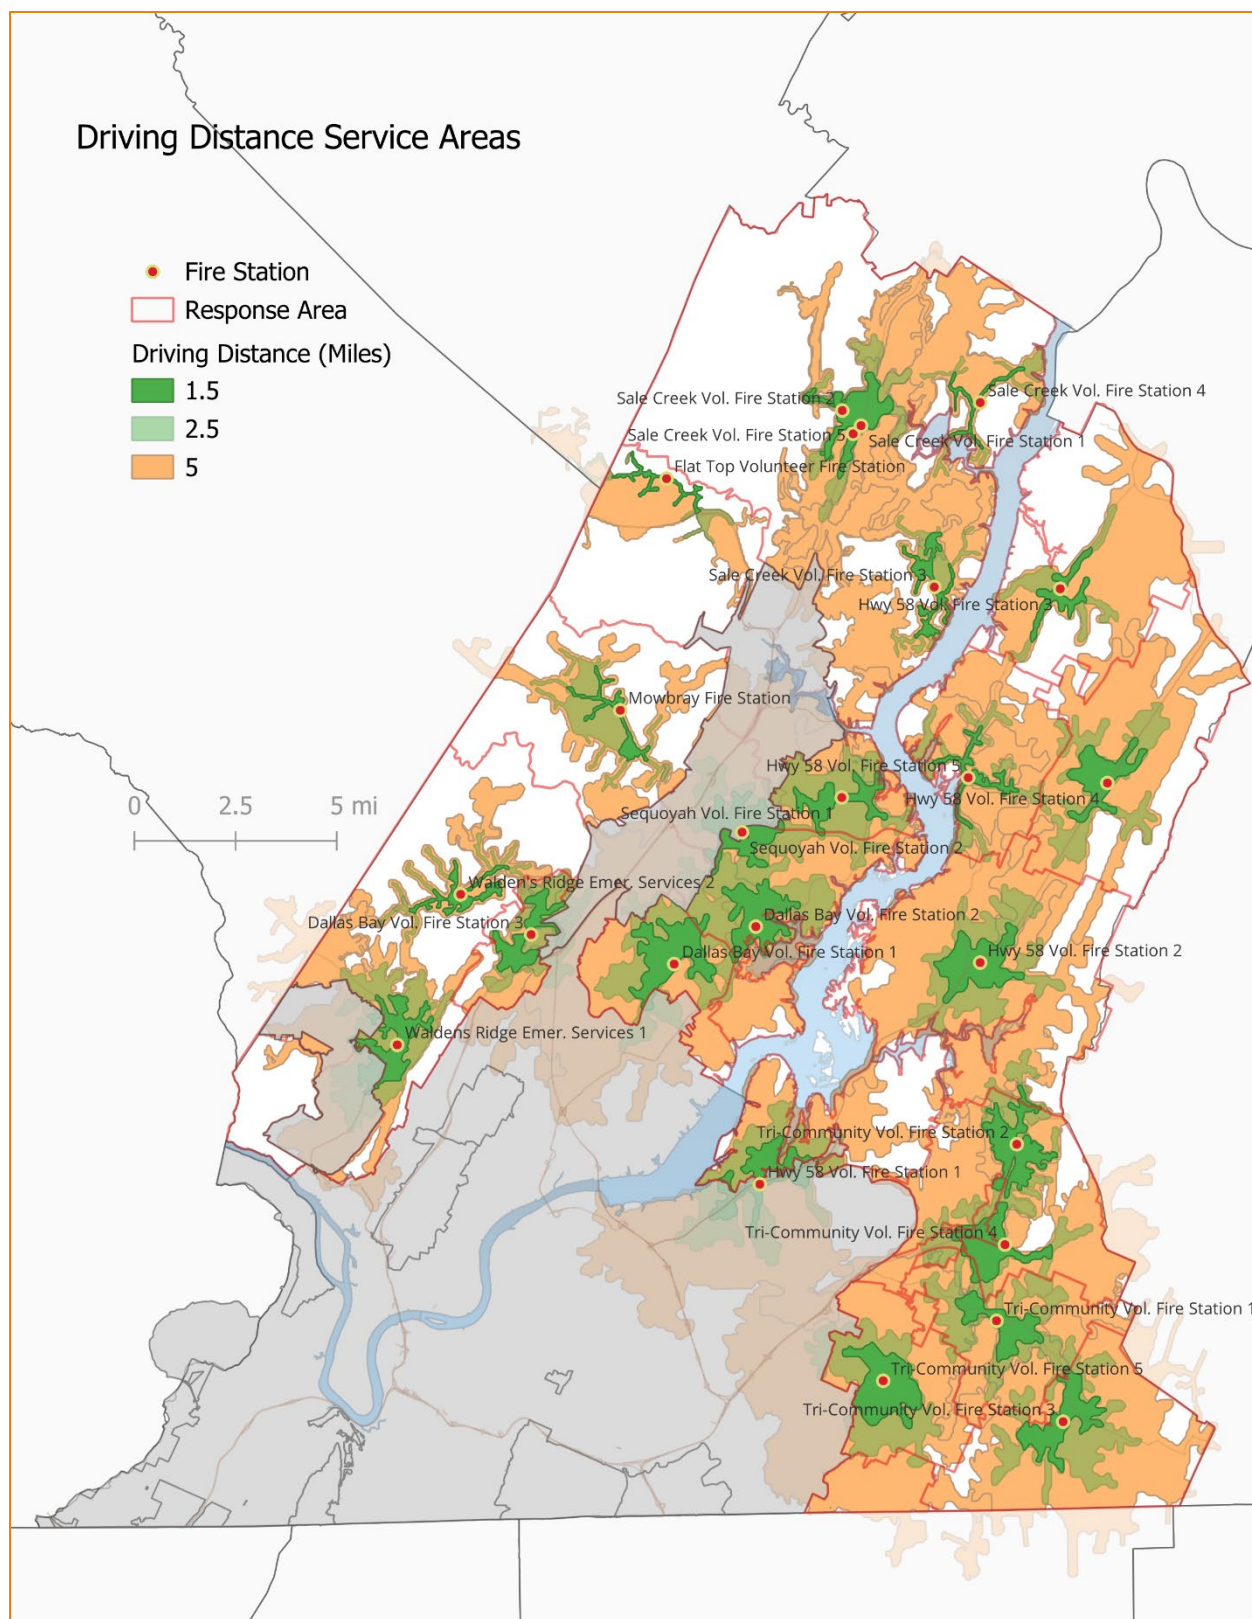 Driving Distance Service Areas
Fire Station
Response Area
Driving Distance (Miles)
1.5
2.5
5
Sale Creek Vol. Fire Station 4
Sale Creek Vol. Fire Station 2
Sale Creek Vol. Fire Station 5
Sale Creek Vol. Fire Station 1
Flat Top Volunteer Fire Station
Sale Creek Vol. Fire Station 3
Hwy 58 Vol. Fire Station 3
Mowbray Fire Station
Hwy 58 Vol. Fire Station 5
Hwy 58 Vol. Fire Station 4
0 2.5 5 mi
Sequoyah Vol. Fire Station 1
Sequoyah Vol. Fire Station 2
Walden's Ridge Emer. Services 2
Dallas Bay Vol. Fire Station 3
Dallas Bay Vol. Fire Station 2
Dallas Bay Vol. Fire Station 1
Hwy 58 Vol. Fire Station 2
Waldens Ridge Emer. Services 1
Tri-Community Vol. Fire Station 2
Hwy 58 Vol. Fire Station 1
Tri-Community Vol. Fire Station 4
Tri-Community Vol. Fire Station 1
Tri-Community Vol. Fire Station 5
Tri-Community Vol. Fire Station 3